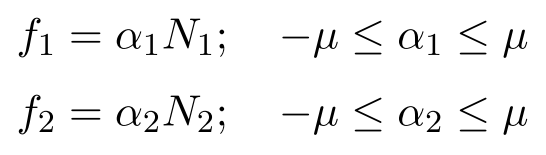 f₁ = α₁N₁; −μ ≤ α₁ ≤ μ
f₂ = α₂N₂; −μ ≤ α₂ ≤ μ